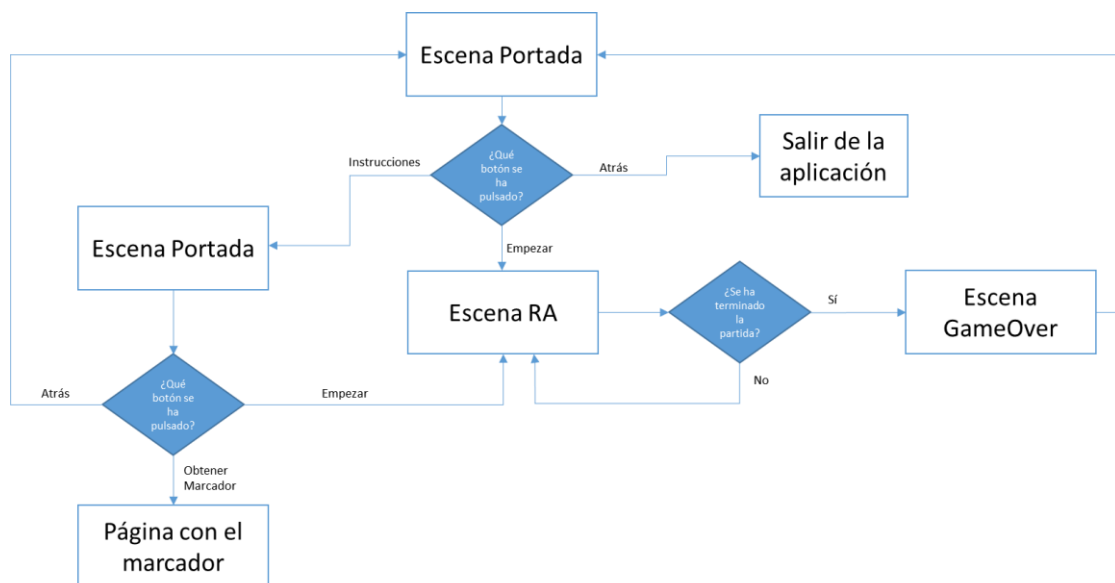 Escena Portada
¿Qué
botón se
ha
pulsado?
Instrucciones
Atrás
Salir de la
aplicación
Escena Portada
Empezar
Escena RA
¿Se ha
terminado
la
partida?
Sí
Escena
GameOver
No
Atrás
¿Qué
botón se
ha
pulsado?
Empezar
Obtener
Marcador
Página con el
marcador